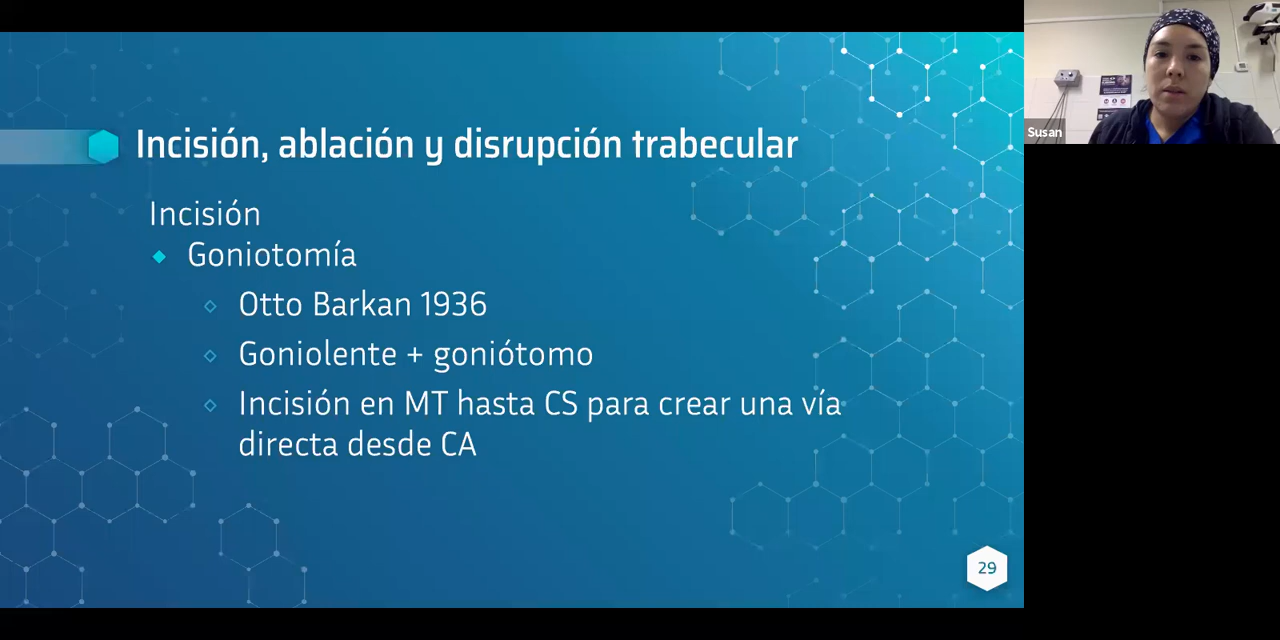 Incisión, ablación y disrupción trabecular
Incisión
Goniotomía
Otto Barkan 1936
Goniolente + goniótomo
Incisión en MT hasta CS para crear una vía
directa desde CA
29
Susan